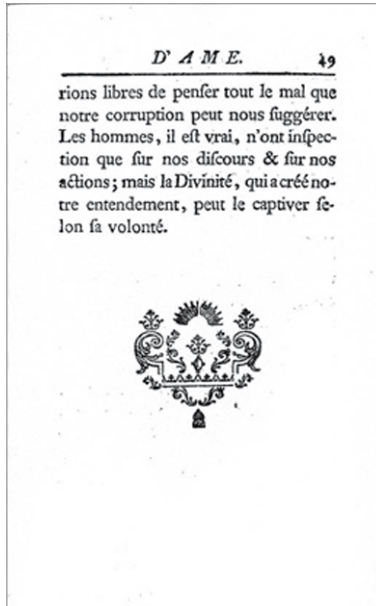 D' A M E. 49
rions libres de penſer tout le mal que
notre corruption peut nous ſuggérer.
Les hommes, il eſt vrai, n'ont inſpec-
tion que ſur nos diſcours & ſur nos
actions; mais la Divinité, qui a créé no-
tre entendement, peut le captiver ſe-
lon ſa volonté.